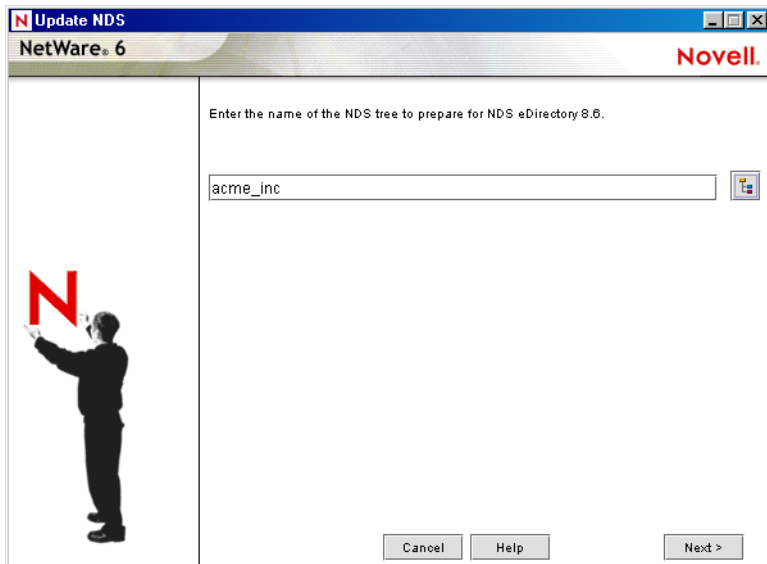 Update NDS
NetWare® 6
Novell®
Enter the name of the NDS tree to prepare for NDS eDirectory 8.6.
acme_inc
N
Cancel
Help
Next >